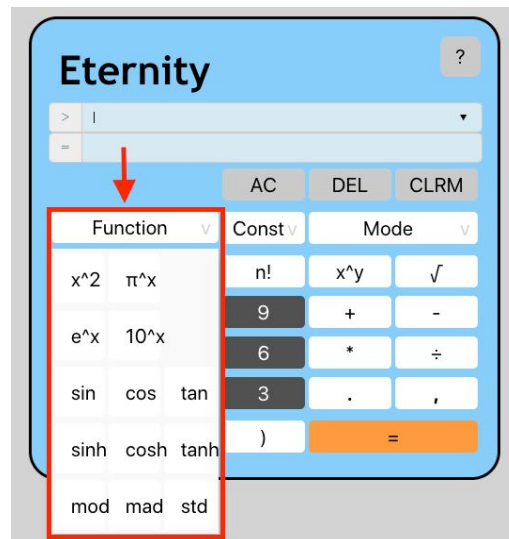 Eternity ?
> |
=
AC DEL CLRM
Function v Const v Mode v
n! x^y √
x^2 π^x
9 + -
e^x 10^x
6 * ÷
sin cos tan
3 . ,
sinh cosh tanh
) =
mod mad std